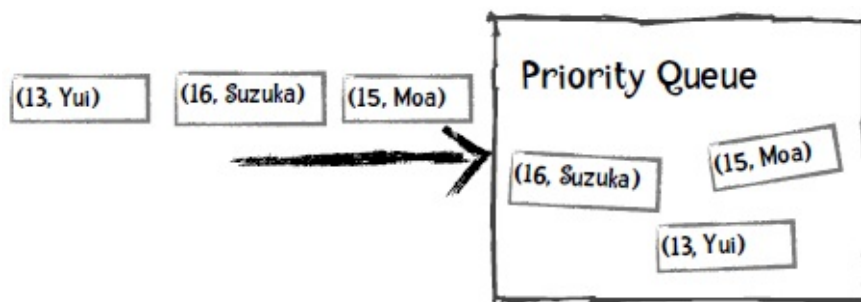 (13, Yui) (16, Suzuka) (15, Moa)
Priority Queue
(16, Suzuka) (15, Moa)
(13, Yui)